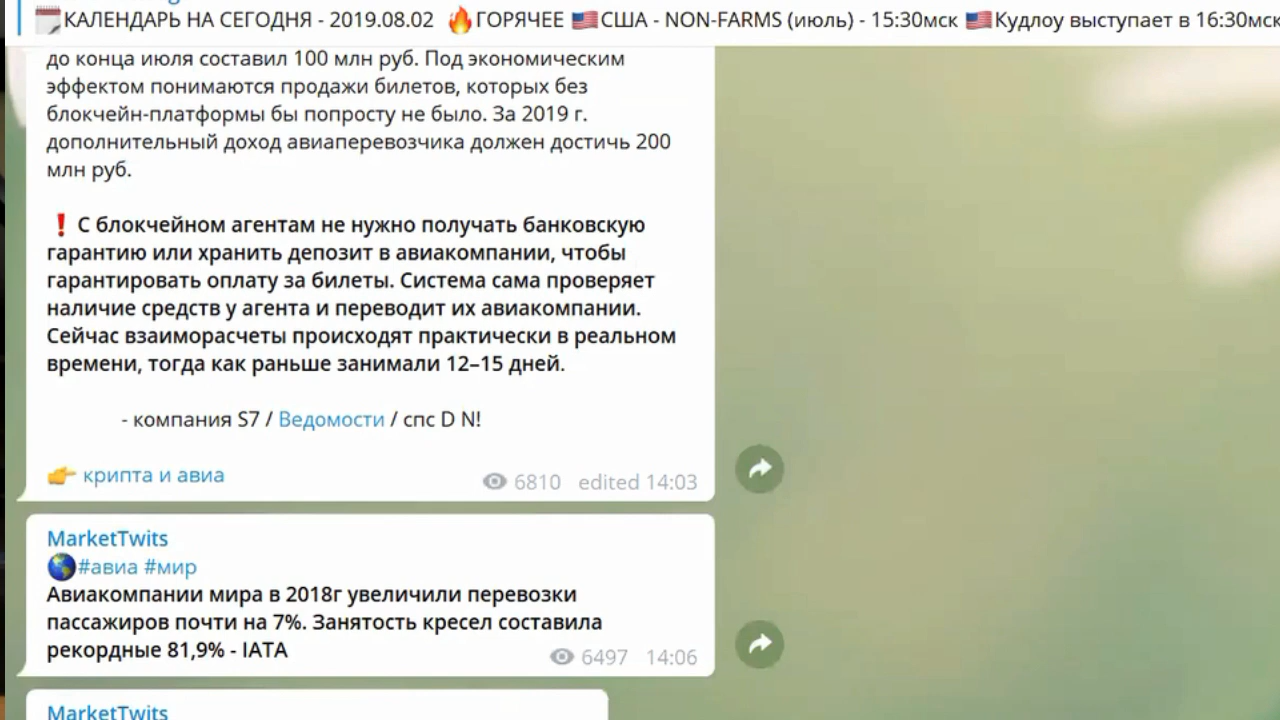 КАЛЕНДАРЬ НА СЕГОДНЯ - 2019.08.02 🔥ГОРЯЧЕЕ 🇺🇸США - NON-FARMS (июль) - 15:30мск 🇺🇸Кудлоу выступает в 16:30мск
до конца июля составил 100 млн руб. Под экономическим
эффектом понимаются продажи билетов, которых без
блокчейн-платформы бы попросту не было. За 2019 г.
дополнительный доход авиаперевозчика должен достичь 200
млн руб.
❗ С блокчейном агентам не нужно получать банковскую
гарантию или хранить депозит в авиакомпании, чтобы
гарантировать оплату за билеты. Система сама проверяет
наличие средств у агента и переводит их авиакомпании.
Сейчас взаиморасчеты происходят практически в реальном
времени, тогда как раньше занимали 12–15 дней.
- компания S7 / Ведомости / спс D N!
👉 крипта и авиа
6810 edited 14:03
MarketTwits
🌎#авиа #мир
Авиакомпании мира в 2018г увеличили перевозки
пассажиров почти на 7%. Занятость кресел составила
рекордные 81,9% - IATA
6497 14:06
MarketTwits